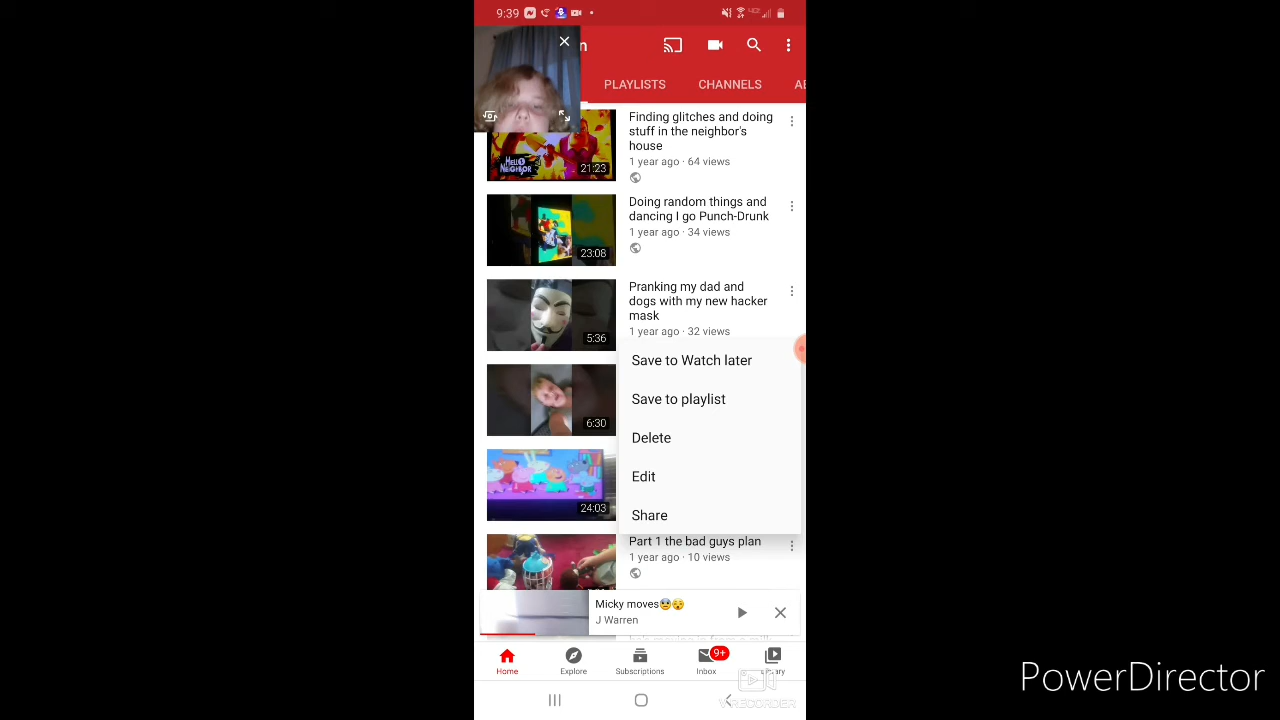 9:39
n
PLAYLISTS CHANNELS
Finding glitches and doing
stuff in the neighbor's
house
1 year ago · 64 views
HELLO
NEIGHBOR
21:23
Doing random things and
dancing I go Punch-Drunk
1 year ago · 34 views
23:08
Pranking my dad and
dogs with my new hacker
mask
1 year ago · 32 views
5:36
Save to Watch later
Save to playlist
Delete
Edit
Share
6:30
24:03
Part 1 the bad guys plan
1 year ago · 10 views
Micky moves😰😵
J Warren
Home
Explore
Subscriptions
9+
Inbox
Library
V RECORDER
PowerDirector